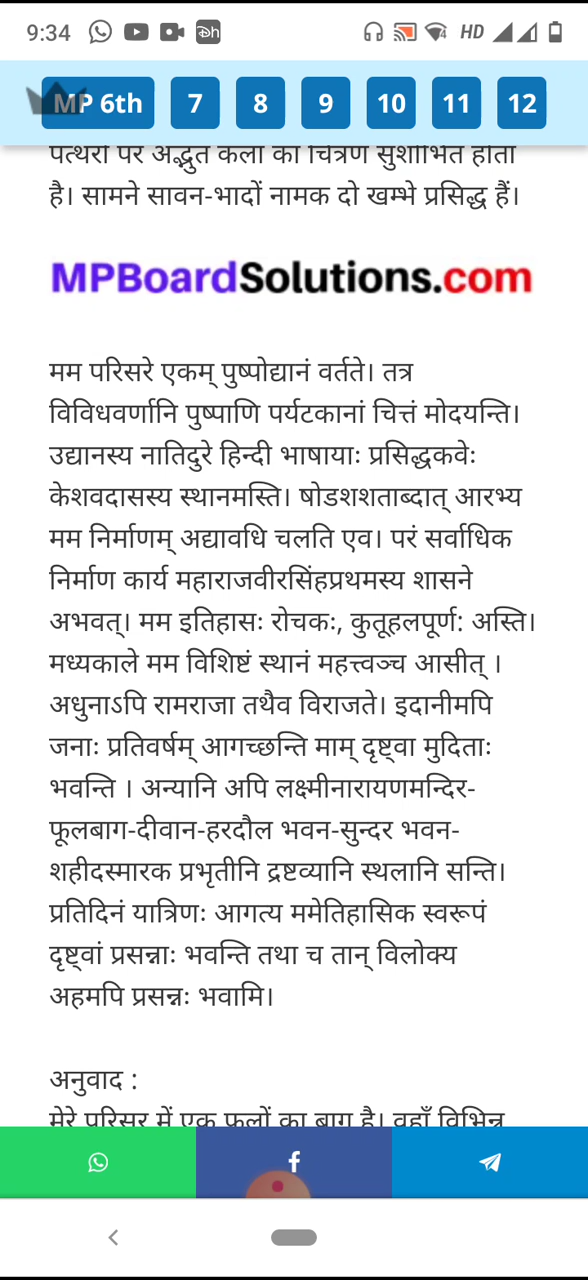 9:34
HD
MP 6th 7 8 9 10 11 12
पत्थरों पर अद्भुत कला का चित्रण सुशोभित होता
है। सामने सावन-भादों नामक दो खम्भे प्रसिद्ध हैं।
MPBoardSolutions.com
मम परिसरे एकम् पुष्पोद्यानं वर्तते। तत्र
विविधवर्णानि पुष्पाणि पर्यटकानां चित्तं मोदयन्ति।
उद्यानस्य नातिदुरे हिन्दी भाषायाः प्रसिद्धकवेः
केशवदासस्य स्थानमस्ति। षोडशशताब्दात् आरभ्य
मम निर्माणम् अद्यावधि चलति एव। परं सर्वाधिक
निर्माण कार्य महाराजवीरसिंहप्रथमस्य शासने
अभवत्। मम इतिहासः रोचकः, कुतूहलपूर्ण: अस्ति।
मध्यकाले मम विशिष्टं स्थानं महत्त्वञ्च आसीत् ।
अधुनाऽपि रामराजा तथैव विराजते। इदानीमपि
जनाः प्रतिवर्षम् आगच्छन्ति माम् दृष्ट्वा मुदिताः
भवन्ति । अन्यानि अपि लक्ष्मीनारायणमन्दिर-
फूलबाग-दीवान-हरदौल भवन-सुन्दर भवन-
शहीदस्मारक प्रभृतीनि द्रष्टव्यानि स्थलानि सन्ति।
प्रतिदिनं यात्रिणः आगत्य ममेतिहासिक स्वरूपं
दृष्ट्वां प्रसन्नाः भवन्ति तथा च तान् विलोक्य
अहमपि प्रसन्नः भवामि।
अनुवाद :
मेरे परिसर में एक फूलों का बाग है। वहाँ विभिन्न